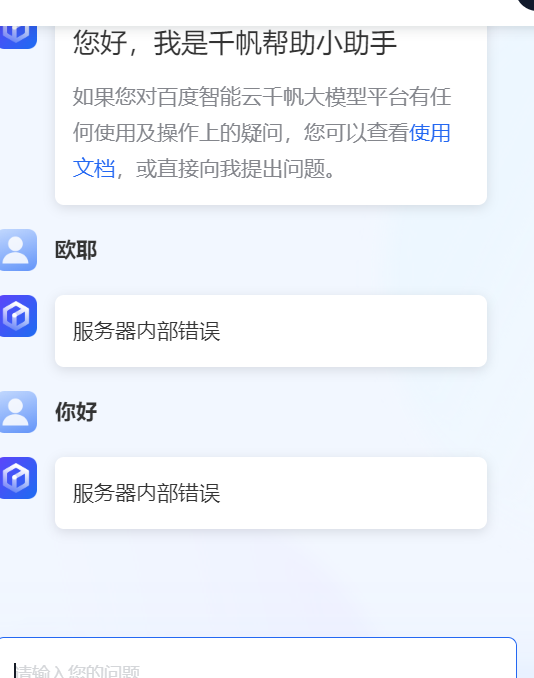 您好，我是千帆帮助小助手
如果您对百度智能云千帆大模型平台有任
何使用及操作上的疑问，您可以查看使用
文档，或直接向我提出问题。
欧耶
服务器内部错误
你好
服务器内部错误
请输入您的问题